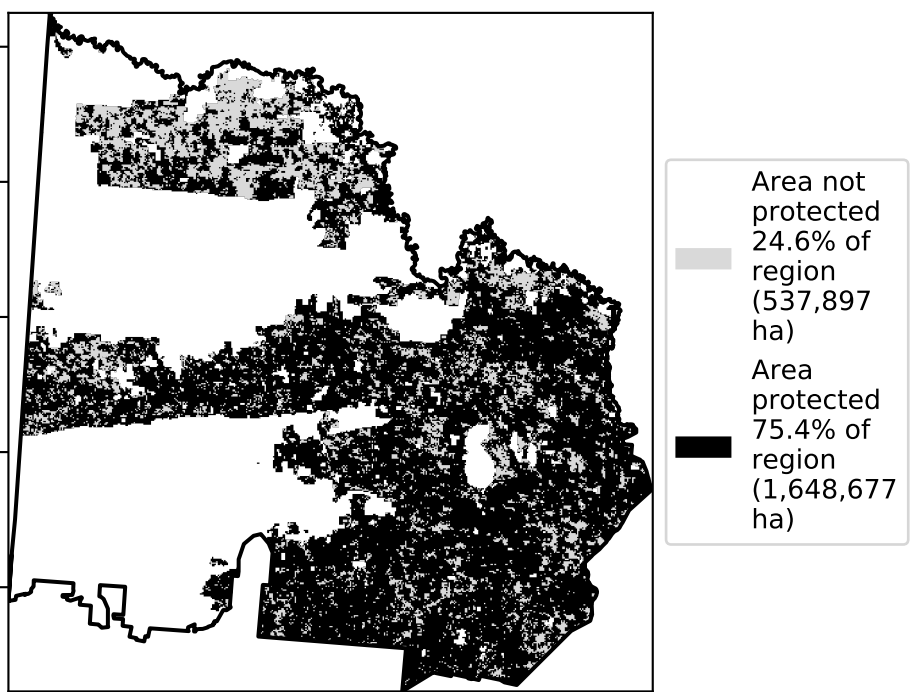 Area not
protected
24.6% of
region
(537,897
ha)
Area
protected
75.4% of
region
(1,648,677
ha)